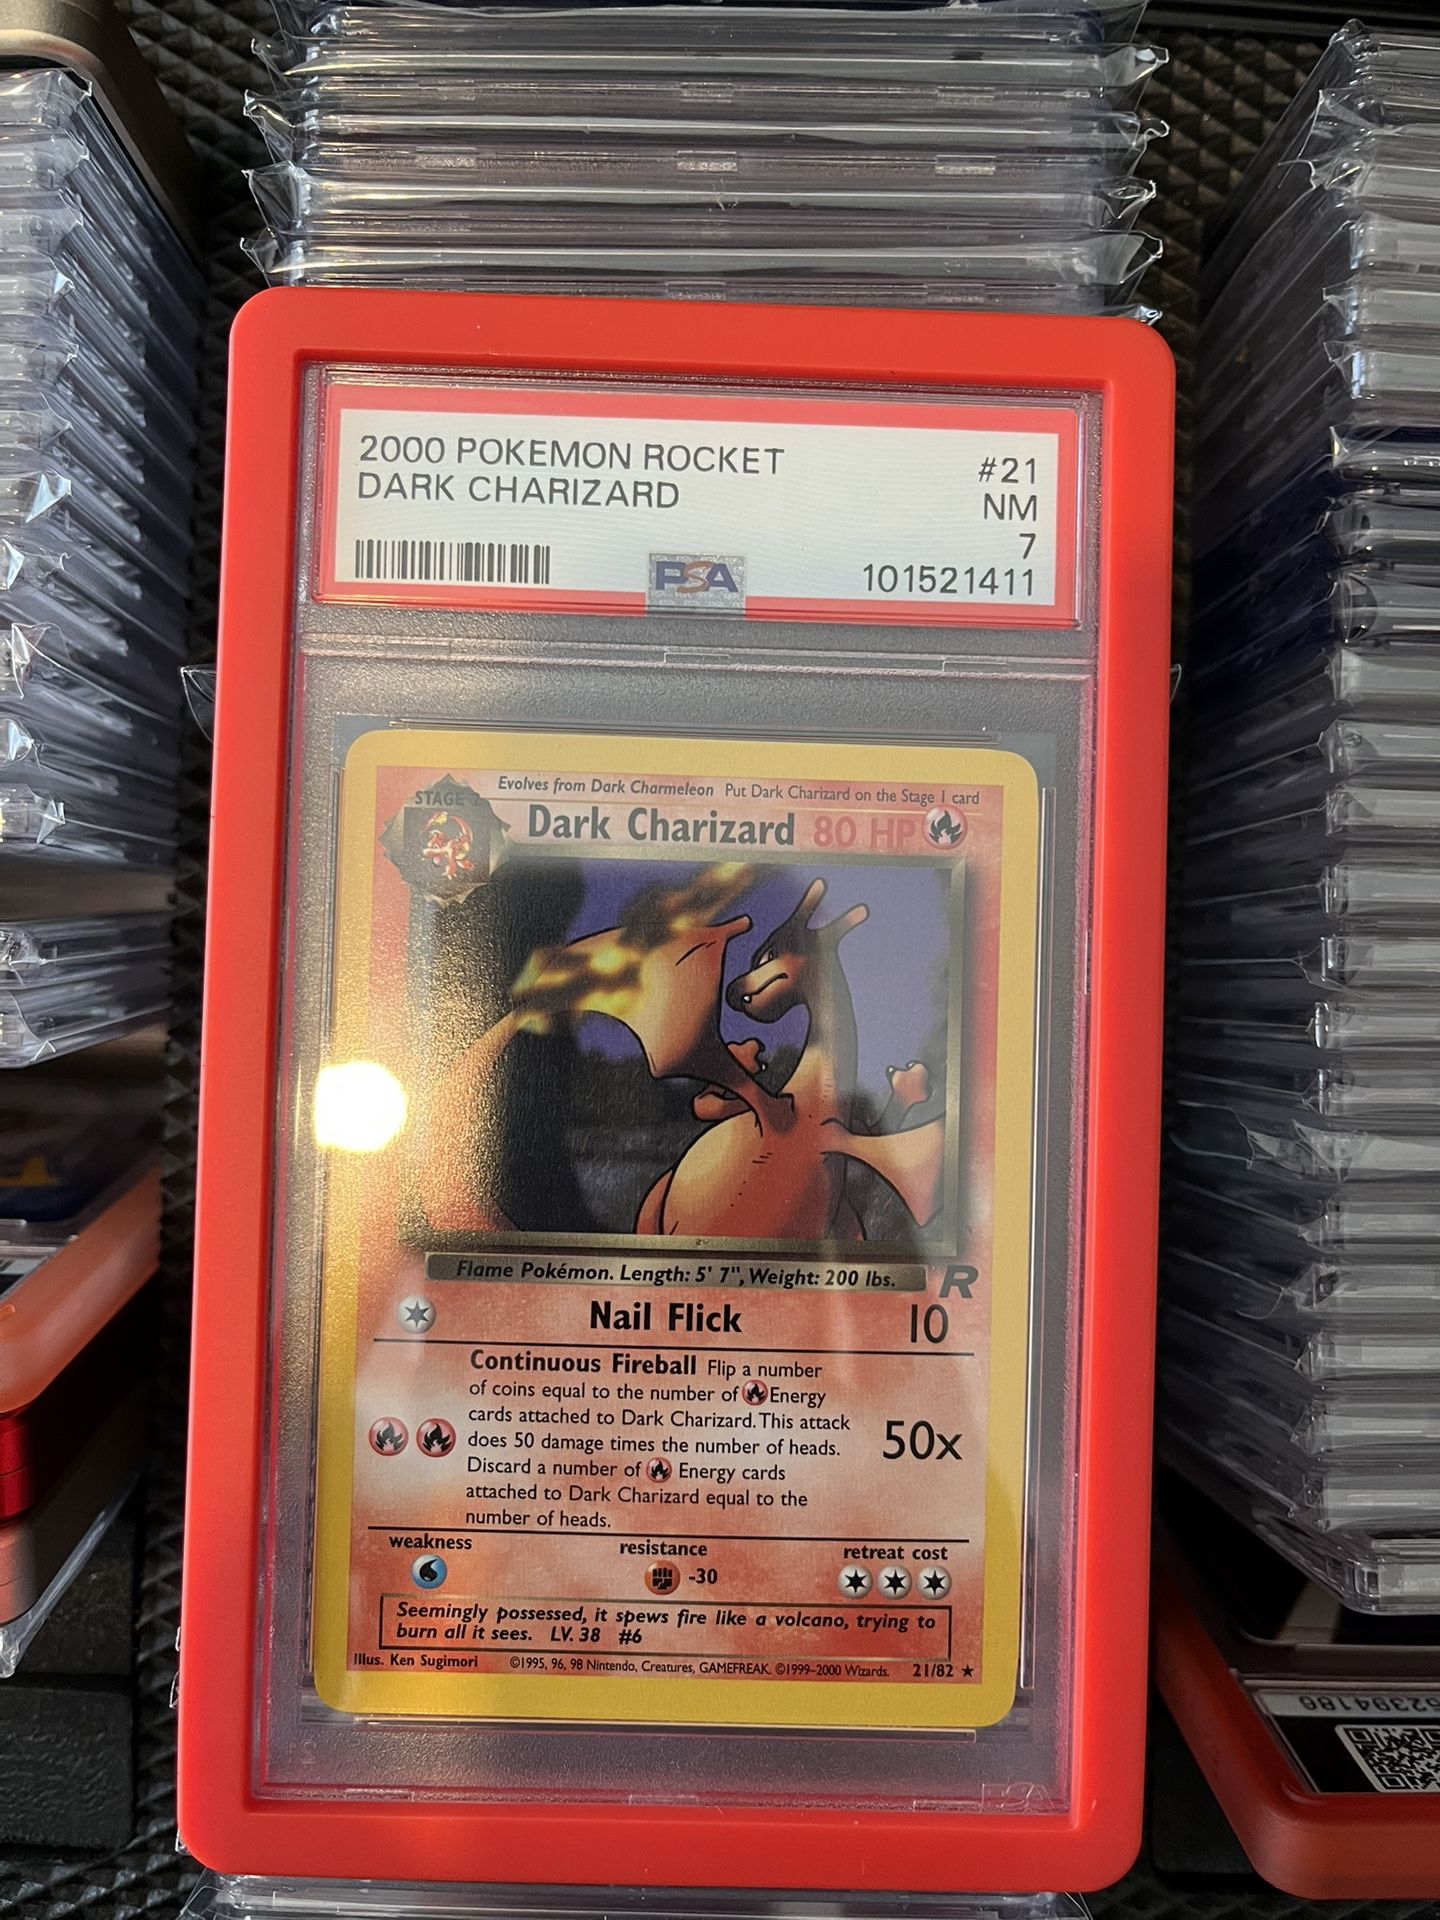 2000 POKEMON ROCKET #21
DARK CHARIZARD NM
7
PSA 101521411
Evolves from Dark Charmeleon Put Dark Charizard on the Stage 1 card
STAGE 2
Dark Charizard 80 HP
Flame Pokémon. Length: 5' 7", Weight: 200 lbs.
R
Nail Flick 10
Continuous Fireball Flip a number
of coins equal to the number of Energy
cards attached to Dark Charizard. This attack
does 50 damage times the number of heads.
50x
Discard a number of Energy cards
attached to Dark Charizard equal to the
number of heads.
weakness resistance retreat cost
-30
Seemingly possessed, it spews fire like a volcano, trying to
burn all it sees. LV. 38 #6
Illus. Ken Sugimori ©1995, 96, 98 Nintendo, Creatures, GAMEFREAK. ©1999-2000 Wizards. 21/82 ★
PSA